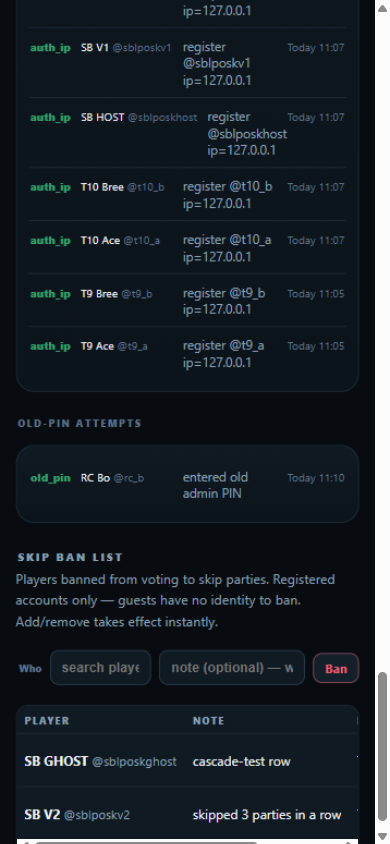 ip=127.0.0.1
auth_ip SB V1 @sblposkv1 register Today 11:07
@sblposkv1
ip=127.0.0.1
auth_ip SB HOST @sblposkhost register Today 11:07
@sblposkhost
ip=127.0.0.1
auth_ip T10 Bree @t10_b register @t10_b Today 11:07
ip=127.0.0.1
auth_ip T10 Ace @t10_a register @t10_a Today 11:07
ip=127.0.0.1
auth_ip T9 Bree @t9_b register @t9_b Today 11:05
ip=127.0.0.1
auth_ip T9 Ace @t9_a register @t9_a Today 11:05
ip=127.0.0.1
OLD-PIN ATTEMPTS
old_pin RC Bo @rc_b entered old Today 11:10
admin PIN
SKIP BAN LIST
Players banned from voting to skip parties. Registered
accounts only — guests have no identity to ban.
Add/remove takes effect instantly.
Who search playe note (optional) — w Ban
PLAYER NOTE
SB GHOST @sblposkghost cascade-test row
SB V2 @sblposkv2 skipped 3 parties in a row